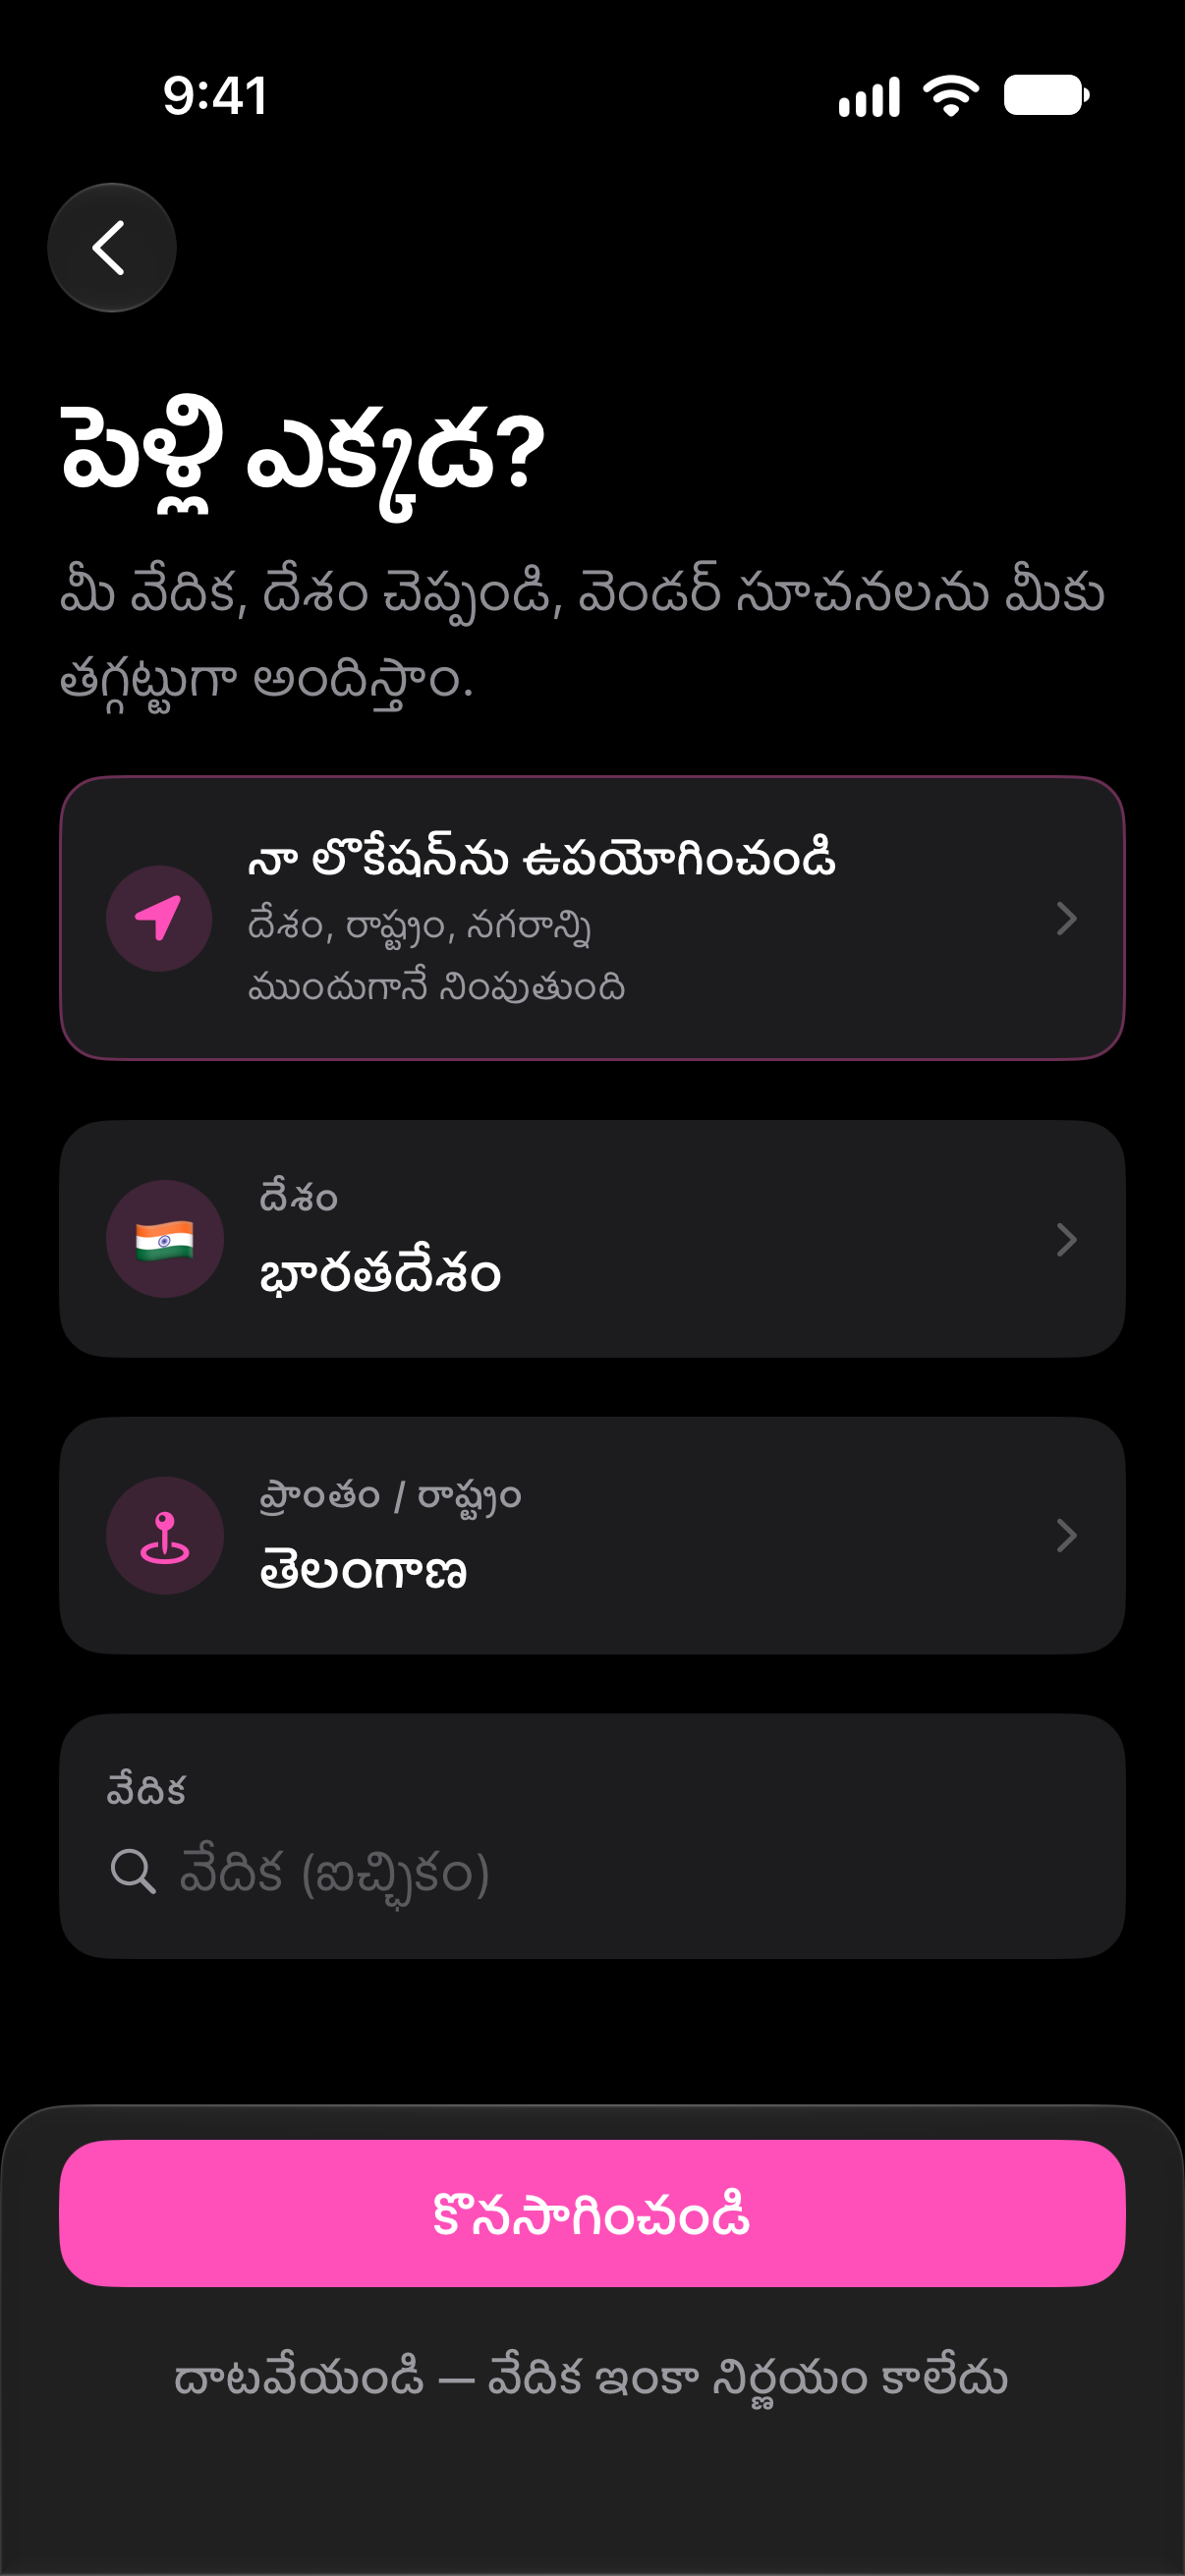 9:41
పెళ్లి ఎక్కడ?
మీ వేదిక, దేశం చెప్పండి, వెండర్ సూచనలను మీకు
తగ్గట్టుగా అందిస్తాం.
నా లొకేషన్‌ను ఉపయోగించండి
దేశం, రాష్ట్రం, నగరాన్ని
ముందుగానే నింపుతుంది
దేశం
భారతదేశం
ప్రాంతం / రాష్ట్రం
తెలంగాణ
వేదిక
వేదిక (ఐచ్ఛికం)
కొనసాగించండి
దాటవేయండి — వేదిక ఇంకా నిర్ణయం కాలేదు